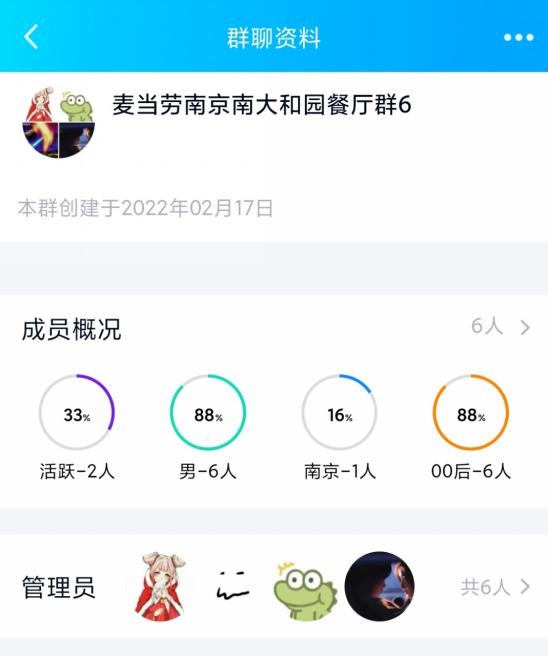 群聊资料
麦当劳南京南大和园餐厅群6
本群创建于2022年02月17日
成员概况
6人
33%
88%
16%
88%
活跃-2人
男-6人
南京-1人
00后-6人
管理员
共6人